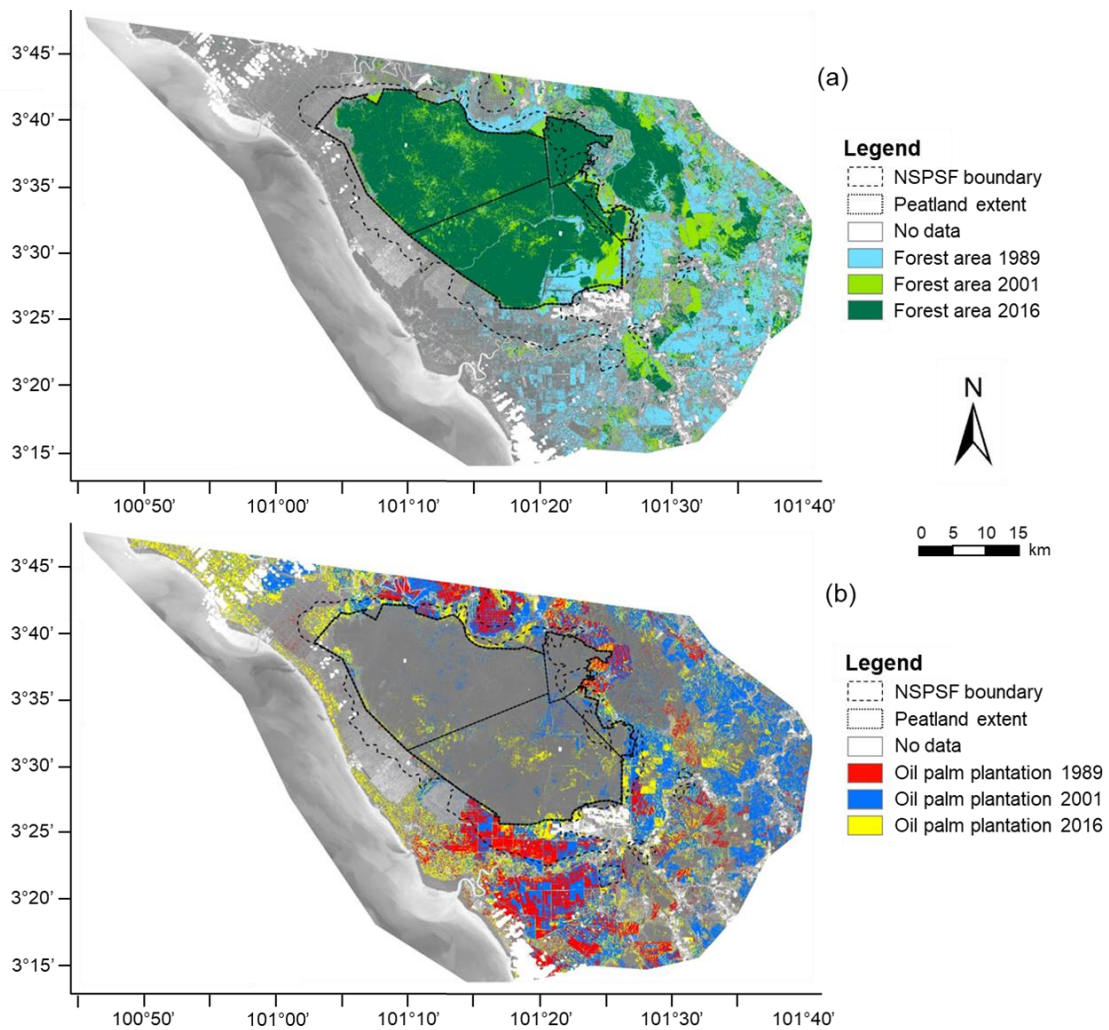 3°45’
3°40’
3°35’
3°30’
3°25’
3°20’
3°15’
100°50’ 101°00’ 101°10’ 101°20’ 101°30’ 101°40’
(a)
Legend
NSPSF boundary
Peatland extent
No data
Forest area 1989
Forest area 2001
Forest area 2016
N
0 5 10 15
km
3°45’
3°40’
3°35’
3°30’
3°25’
3°20’
3°15’
100°50’ 101°00’ 101°10’ 101°20’ 101°30’ 101°40’
(b)
Legend
NSPSF boundary
Peatland extent
No data
Oil palm plantation 1989
Oil palm plantation 2001
Oil palm plantation 2016